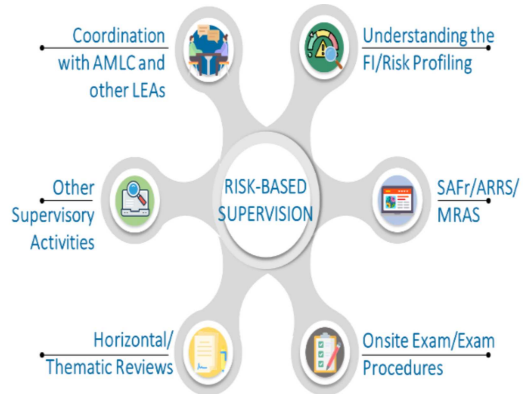 Coordination
with AMLC and
other LEAs
Understanding the
FI/Risk Profiling
Other
Supervisory
Activities
RISK-BASED
SUPERVISION
SAFr/ARRS/
MRAS
Horizontal/
Thematic Reviews
Onsite Exam/Exam
Procedures